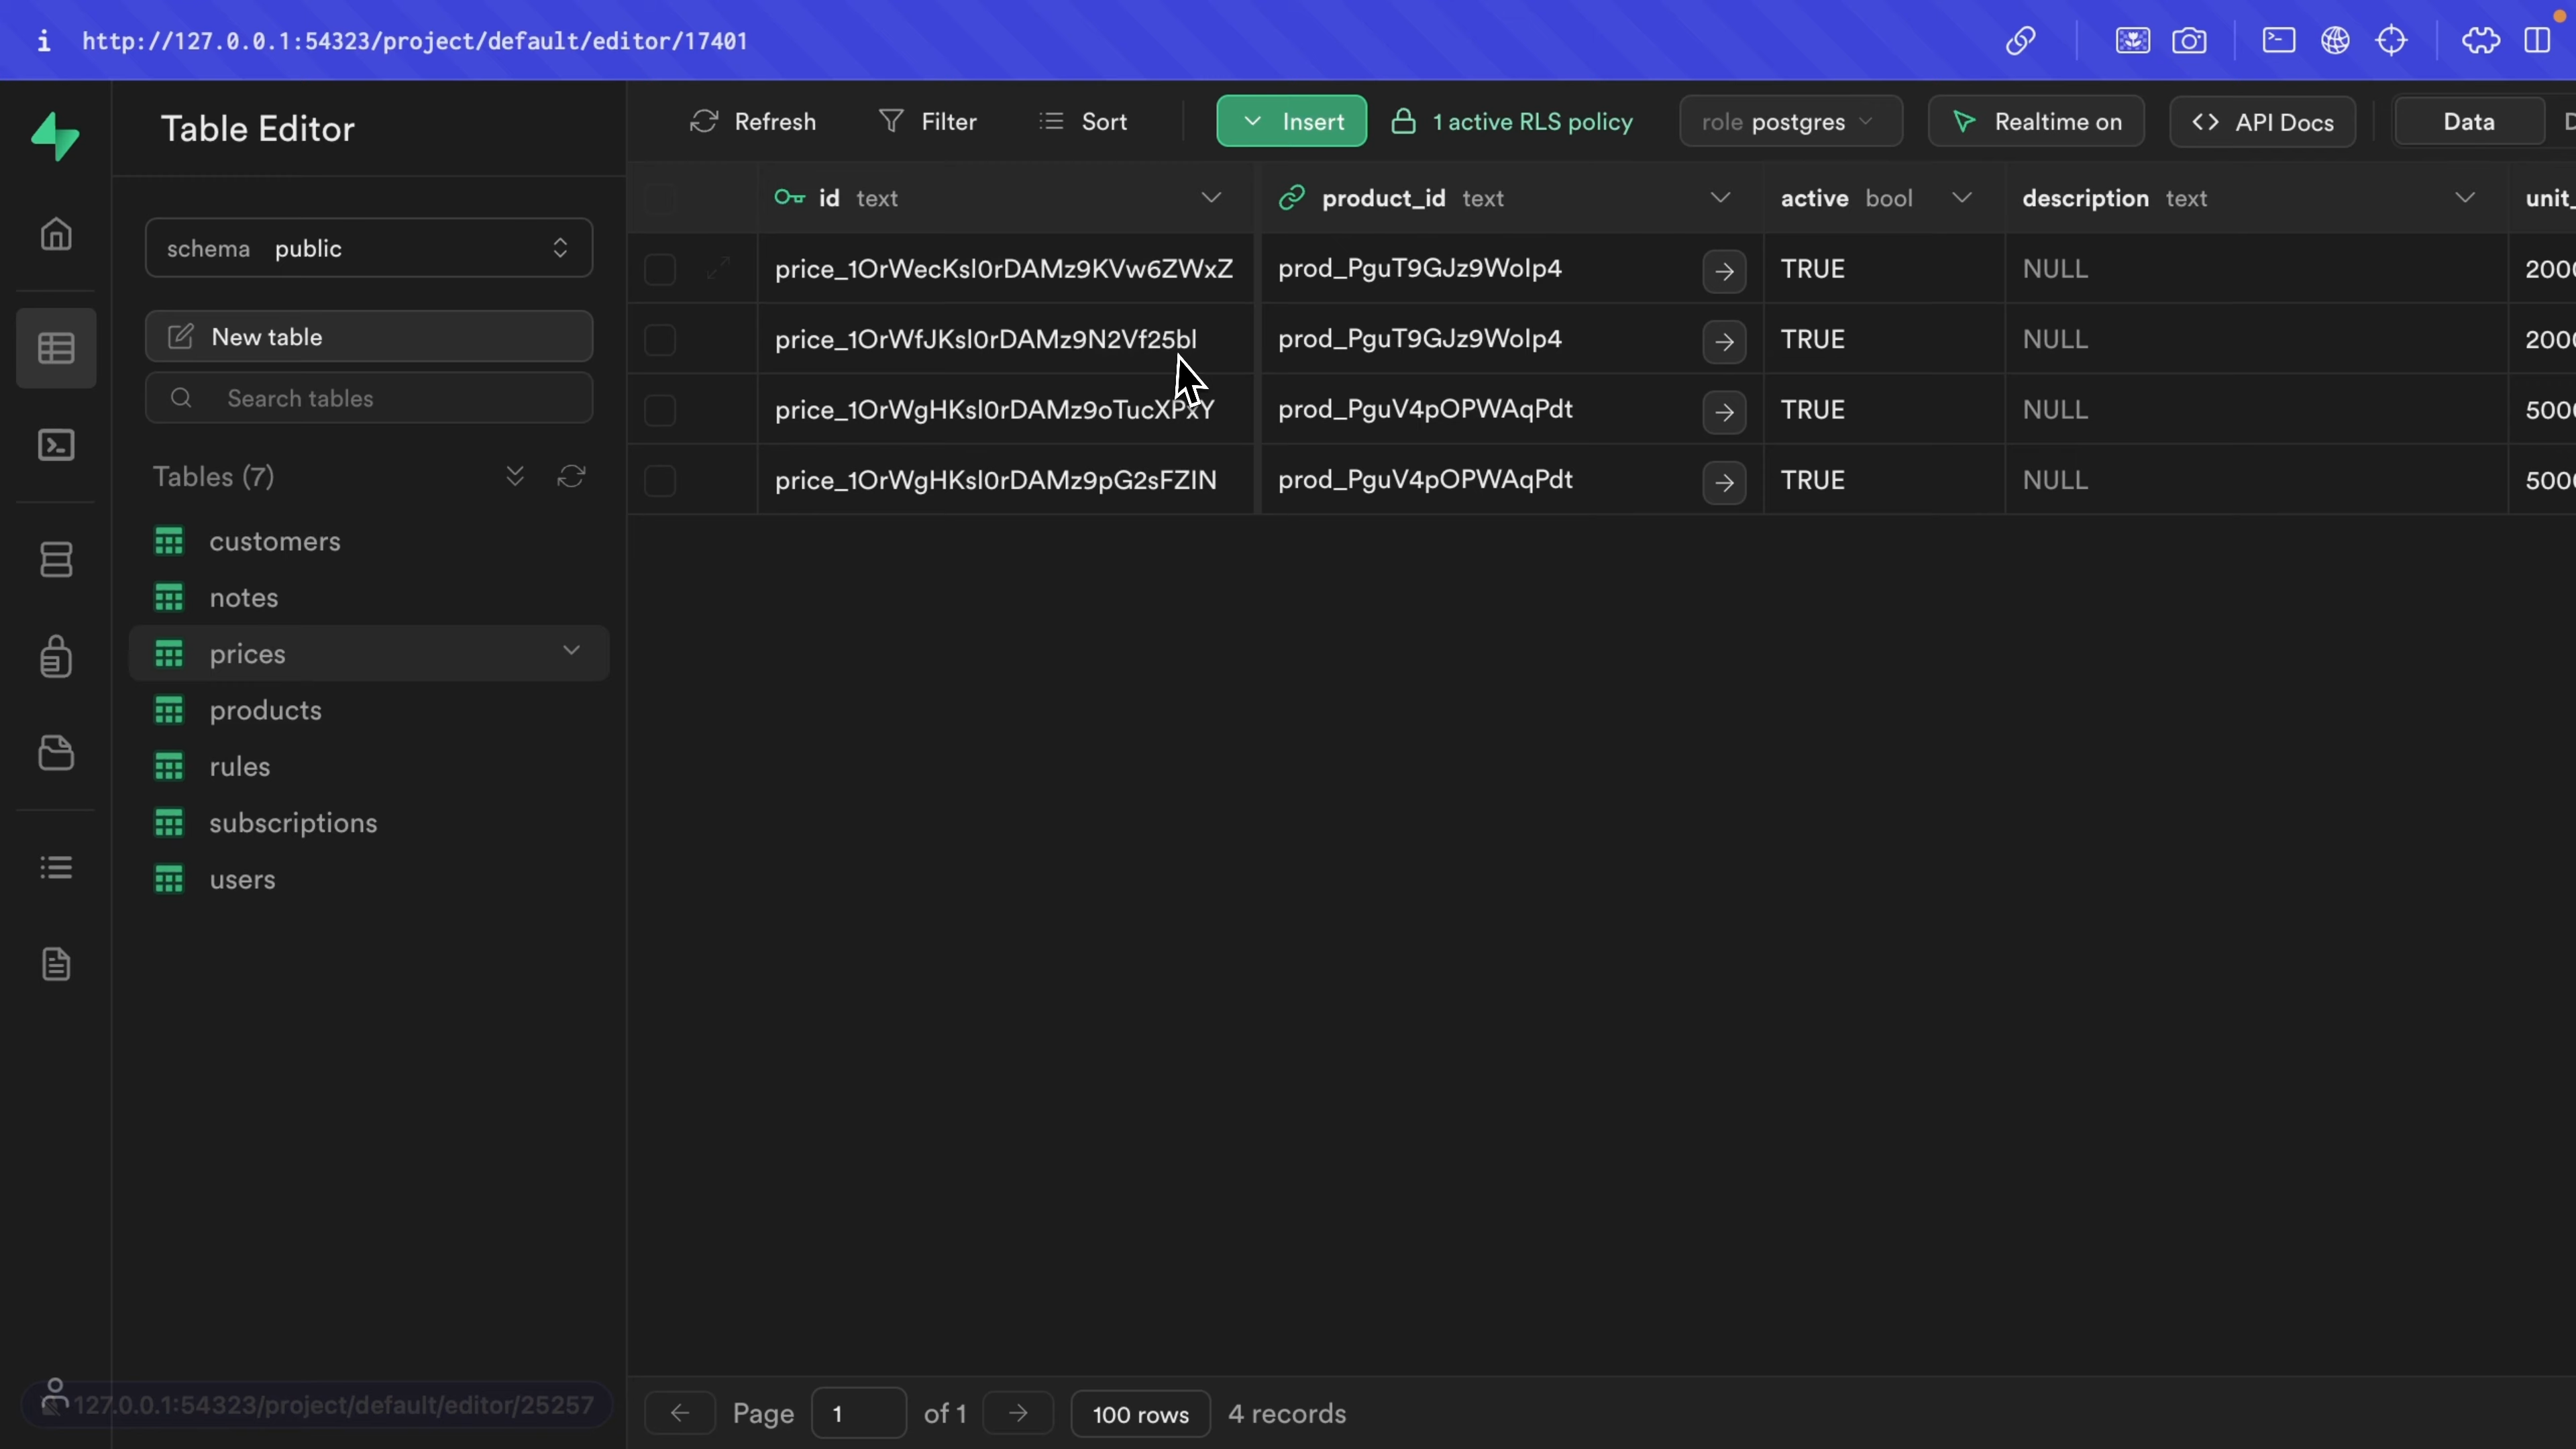 http://127.0.0.1:54323/project/default/editor/17401
Table Editor
Refresh Filter Sort Insert 1 active RLS policy role postgres Realtime on API Docs Data
schema public
New table
Search tables
Tables (7)
customers
notes
prices
products
rules
subscriptions
users
id text product_id text active bool description text unit_
price_1OrWecKsl0rDAMz9KVw6ZWxZ prod_PguT9GJz9Wolp4 TRUE NULL 200
price_1OrWfJKsl0rDAMz9N2Vf25bl prod_PguT9GJz9Wolp4 TRUE NULL 200
price_1OrWgHKsl0rDAMz9oTucXPxY prod_PguV4pOPWAqPdt TRUE NULL 500
price_1OrWgHKsl0rDAMz9pG2sFZIN prod_PguV4pOPWAqPdt TRUE NULL 500
127.0.0.1:54323/project/default/editor/25257
Page 1 of 1 100 rows 4 records